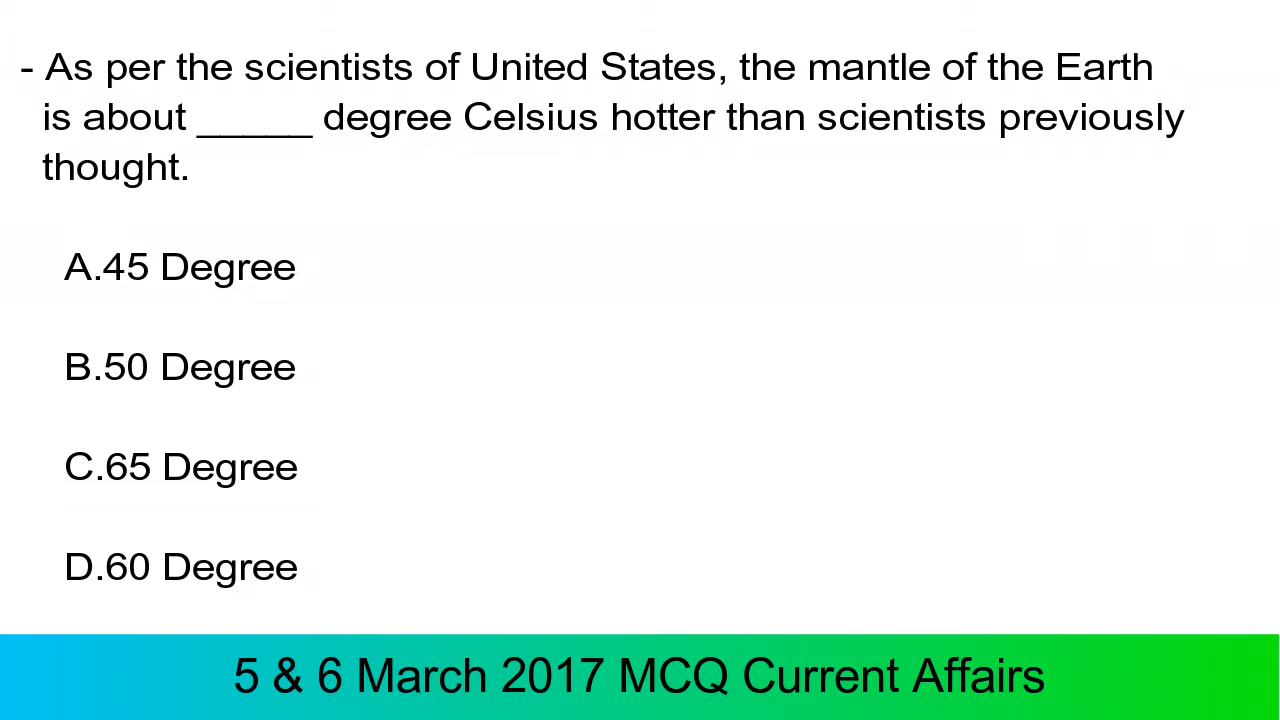 - As per the scientists of United States, the mantle of the Earth
is about _____ degree Celsius hotter than scientists previously
thought.
A.45 Degree
B.50 Degree
C.65 Degree
D.60 Degree
5 & 6 March 2017 MCQ Current Affairs